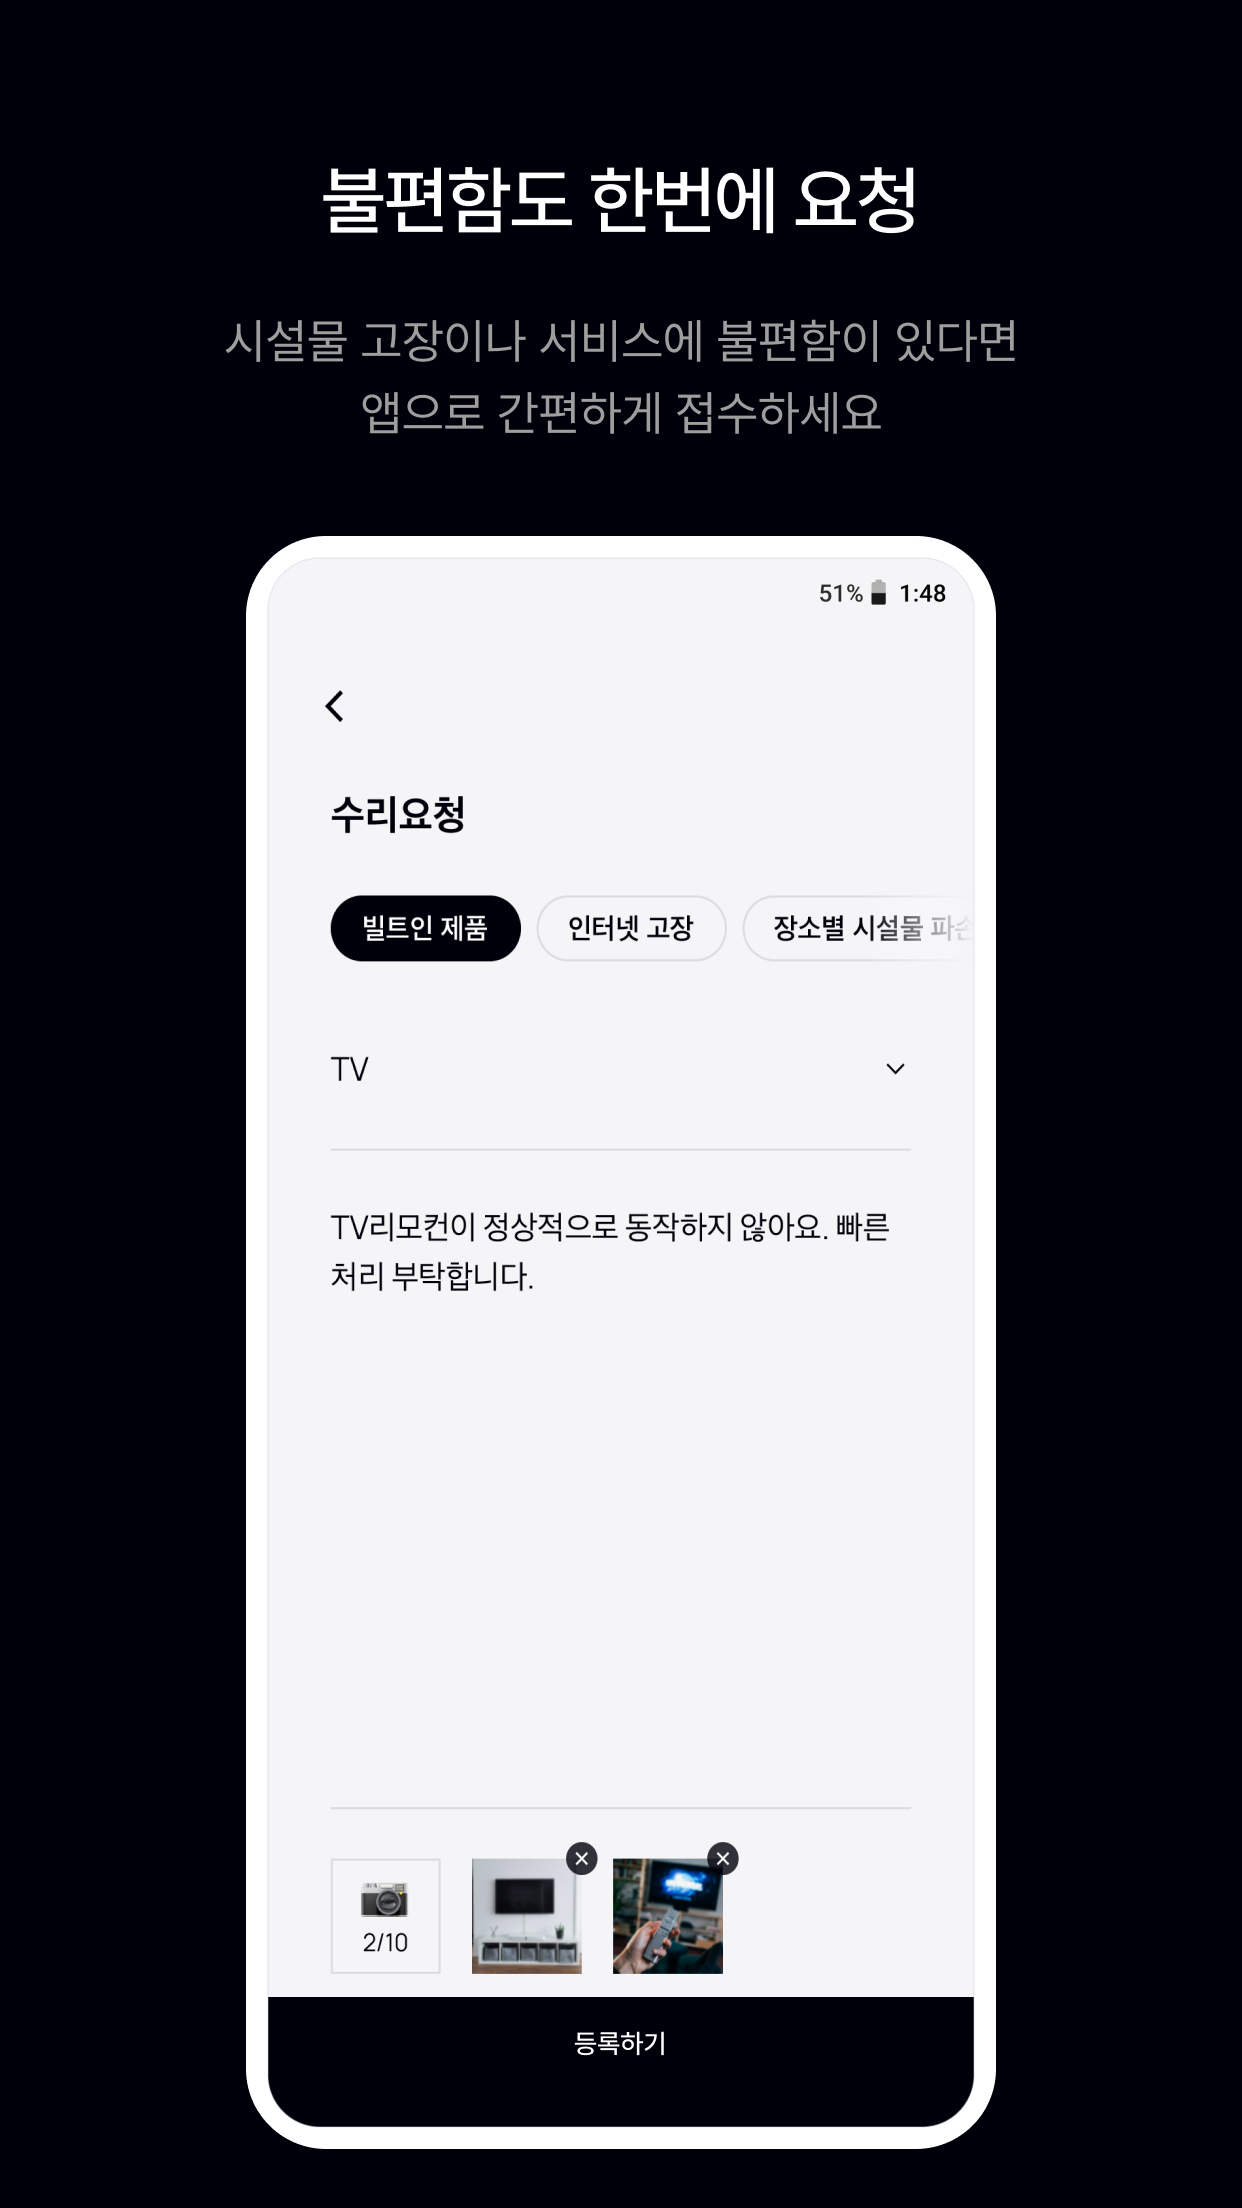 불편함도 한번에 요청
시설물 고장이나 서비스에 불편함이 있다면
앱으로 간편하게 접수하세요
51% 1:48
수리요청
빌트인 제품 인터넷 고장 장소별 시설물 파손
TV
TV리모컨이 정상적으로 동작하지 않아요. 빠른
처리 부탁합니다.
2/10
등록하기